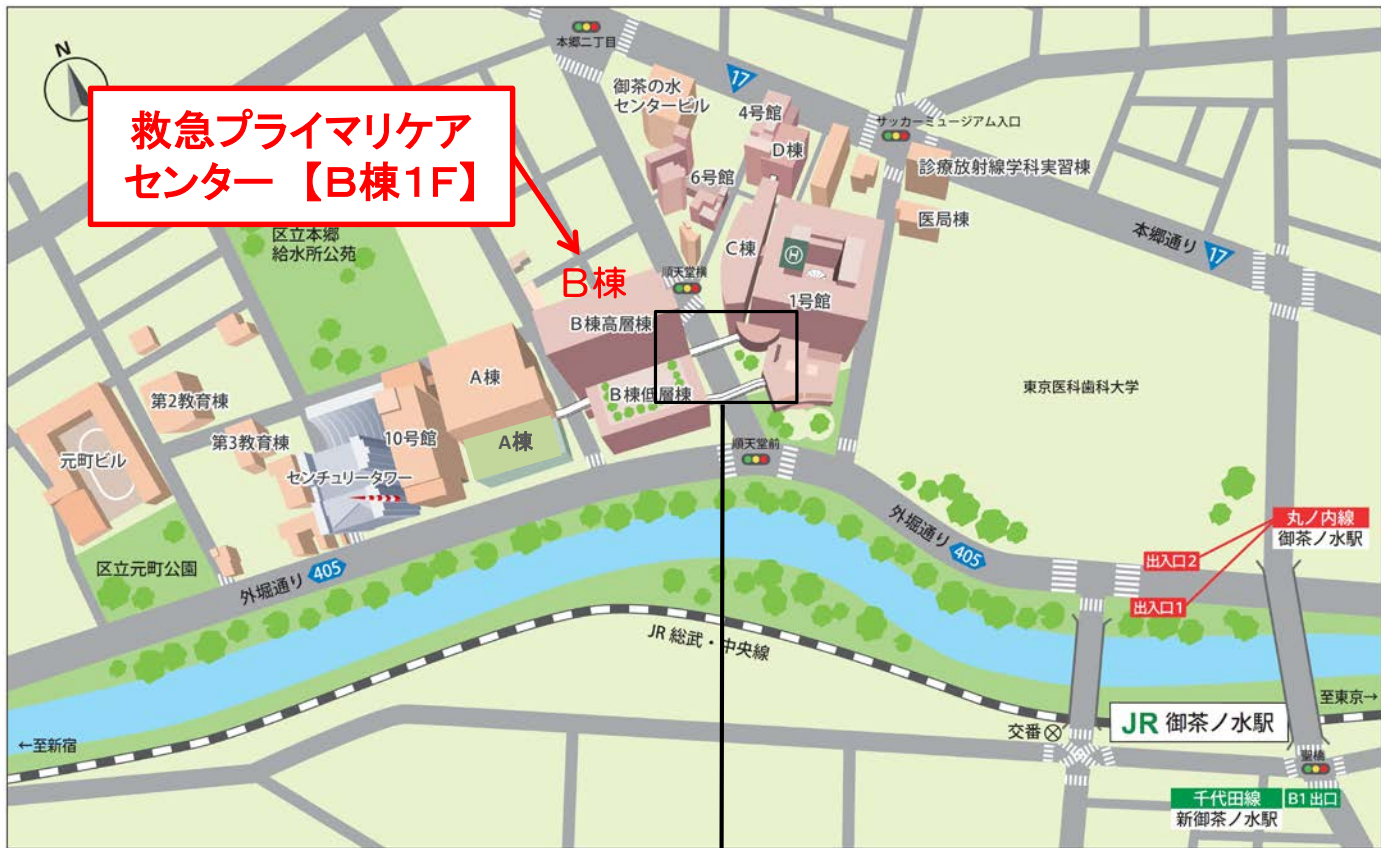 N
本郷二丁目
17
御茶の水
センタービル
4号館
サッカーミュージアム入口
救急プライマリケア
センター 【B棟1F】
D棟
診療放射線学科実習棟
6号館
医局棟
区立本郷
給水所公苑
C棟
本郷通り 17
順天堂横
B棟
1号館
B棟高層棟
A棟
B棟低層棟
東京医科歯科大学
第2教育棟
10号館
第3教育棟
A棟
順天堂前
元町ビル
センチュリータワー
外堀通り 405
丸ノ内線
御茶ノ水駅
出入口2
区立元町公園
外堀通り 405
出入口1
JR 総武・中央線
至東京→
JR 御茶ノ水駅
交番
←至新宿
聖橋
千代田線 B1出口
新御茶ノ水駅
H